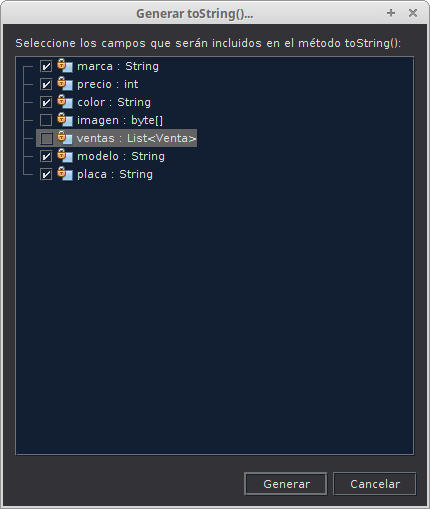 Generar toString()...
Seleccione los campos que serán incluidos en el método toString():
marca : String
precio : int
color : String
imagen : byte[]
ventas : List<Venta>
modelo : String
placa : String
Generar Cancelar